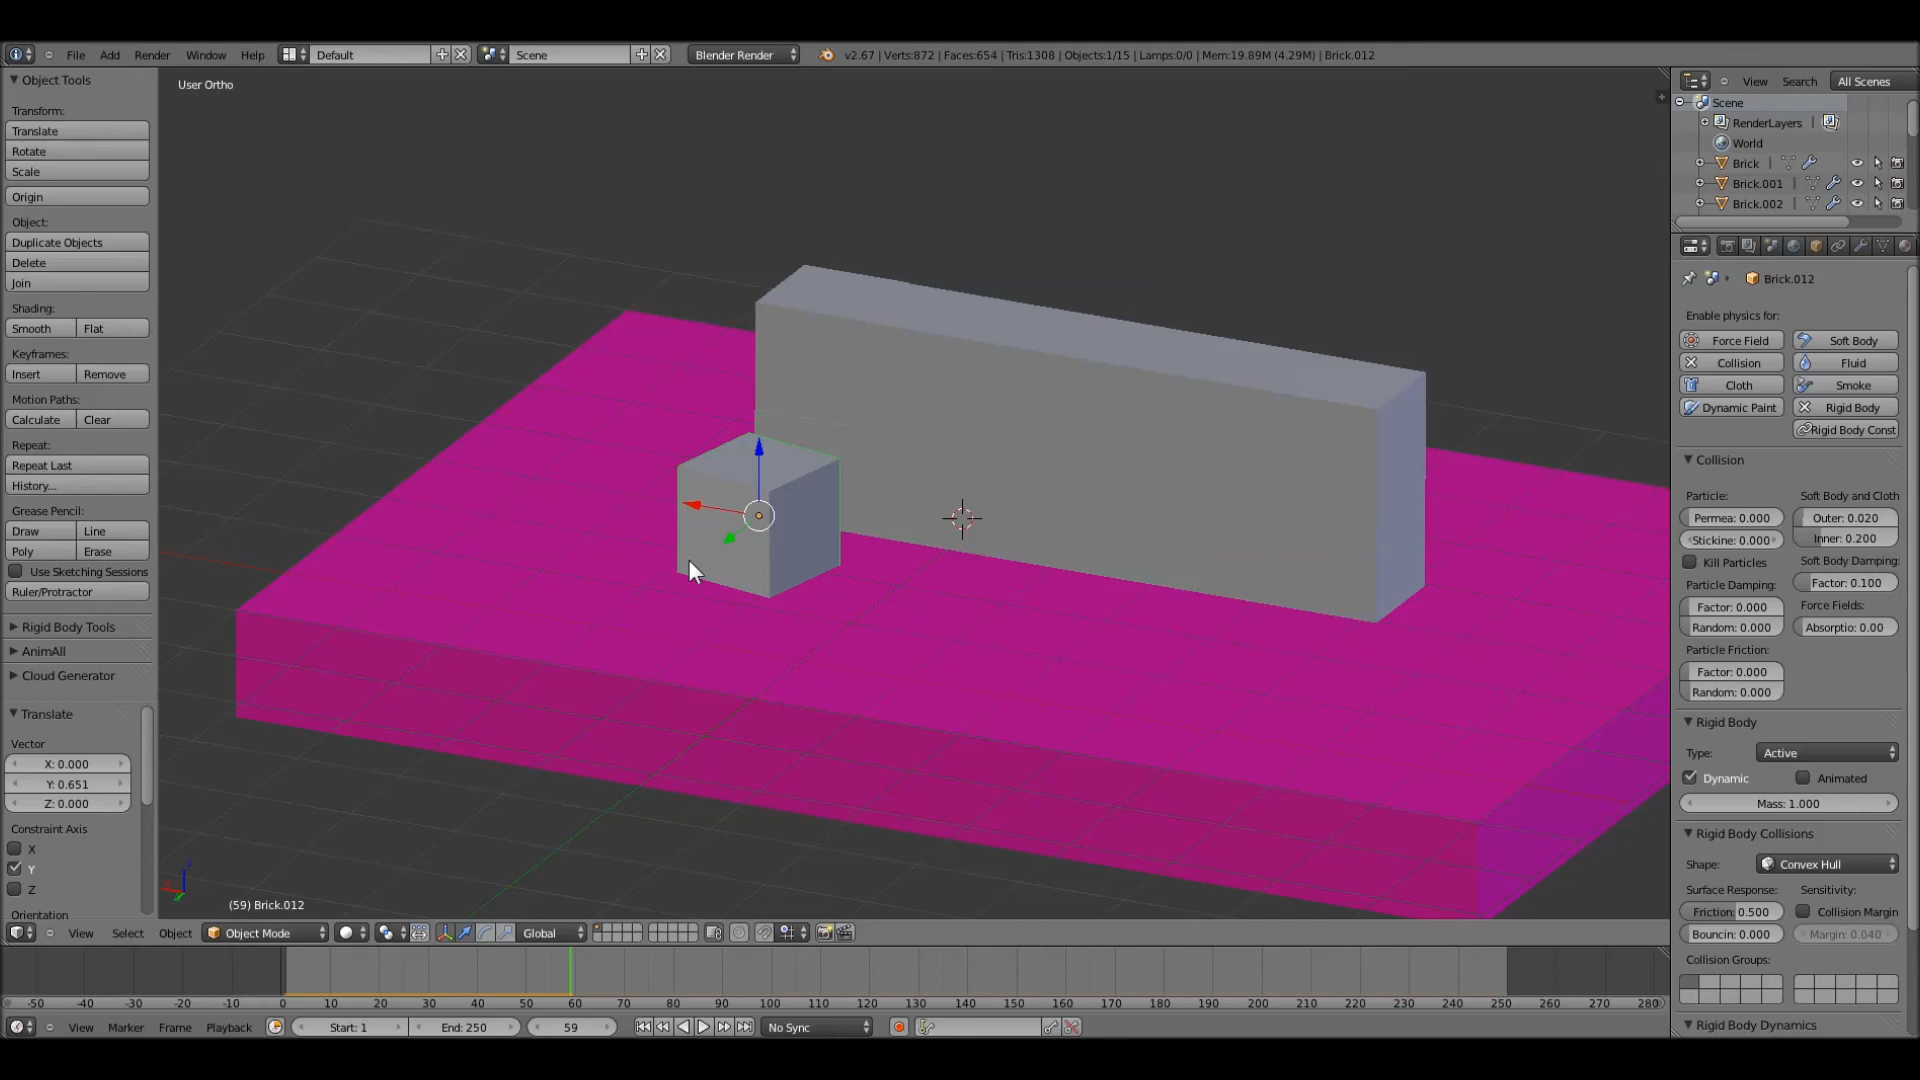 File Add Render Window Help Default Scene Blender Render v2.67 | Verts:872 | Faces:654 | Tris:1308 | Objects:1/15 | Lamps:0/0 | Mem:19.89M (4.29M) | Brick.012
Object Tools
Transform:
Translate
Rotate
Scale
Origin
Object:
Duplicate Objects
Delete
Join
Shading:
Smooth Flat
Keyframes:
Insert Remove
Motion Paths:
Calculate Clear
Repeat:
Repeat Last
History...
Grease Pencil:
Draw Line
Poly Erase
Use Sketching Sessions
Ruler/Protractor
Rigid Body Tools
AnimAll
Cloud Generator
Translate
Vector
X: 0.000
Y: 0.651
Z: 0.000
Constraint Axis
X
Y
Z
Orientation
User Ortho
(59) Brick.012
View Select Object Object Mode Global
-50 -40 -30 -20 -10 0 10 20 30 40 50 60 70 80 90 100 110 120 130 140 150 160 170 180 190 200 210 220 230 240 250 260 270 280
View Marker Frame Playback Start: 1 End: 250 59 No Sync
View Search All Scenes
Scene
RenderLayers |
World
Brick |
Brick.001 |
Brick.002 |
Brick.012
Enable physics for:
Force Field Soft Body
Collision Fluid
Cloth Smoke
Dynamic Paint Rigid Body
Rigid Body Const
Collision
Particle: Soft Body and Cloth
Permea: 0.000 Outer: 0.020
Stickine: 0.000 Inner: 0.200
Kill Particles Soft Body Damping:
Particle Damping: Factor: 0.100
Factor: 0.000 Force Fields:
Random: 0.000 Absorptio: 0.00
Particle Friction:
Factor: 0.000
Random: 0.000
Rigid Body
Type: Active
Dynamic Animated
Mass: 1.000
Rigid Body Collisions
Shape: Convex Hull
Surface Response: Sensitivity:
Friction: 0.500 Collision Margin
Bouncin: 0.000 Margin: 0.040
Collision Groups:
Rigid Body Dynamics